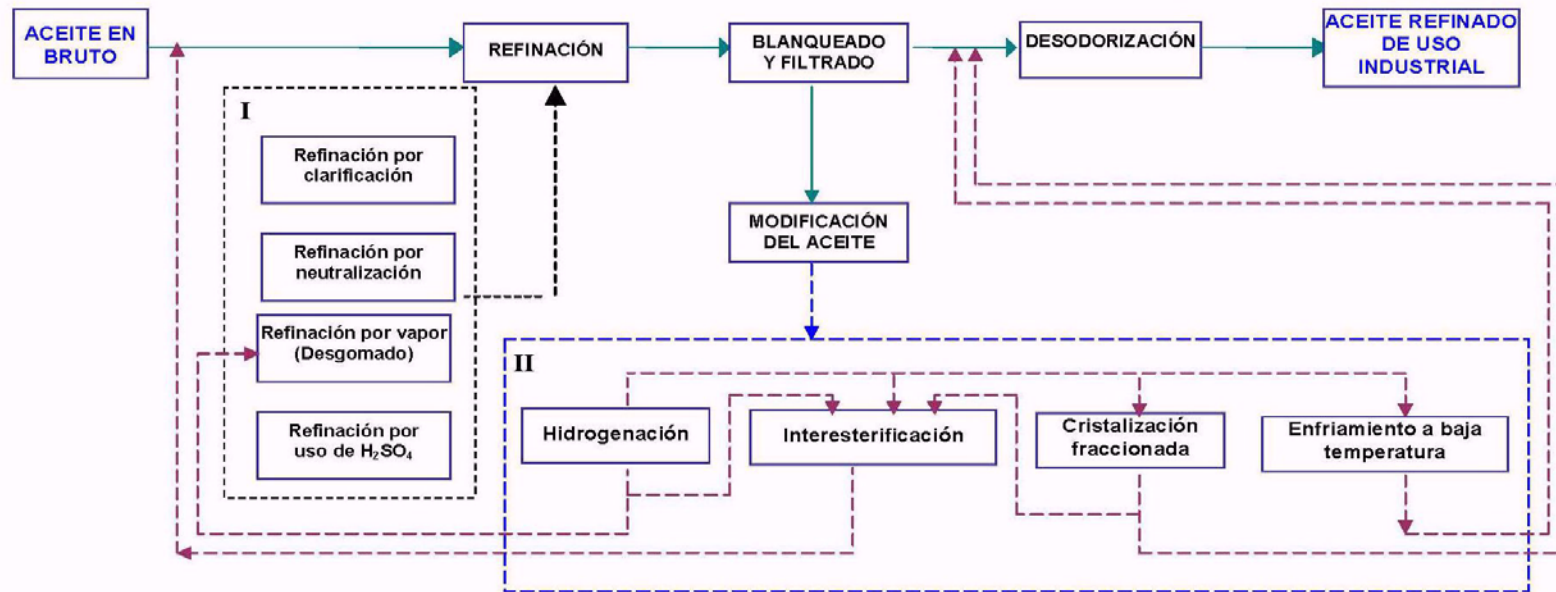 ACEITE EN
BRUTO
REFINACIÓN
BLANQUEADO
Y FILTRADO
DESODORIZACIÓN
ACEITE REFINADO
DE USO
INDUSTRIAL
I
Refinación por
clarificación
Refinación por
neutralización
Refinación por vapor
(Desgomado)
Refinación por
uso de H₂SO₄
MODIFICACIÓN
DEL ACEITE
II
Hidrogenación
Interesterificación
Cristalización
fraccionada
Enfriamiento a baja
temperatura